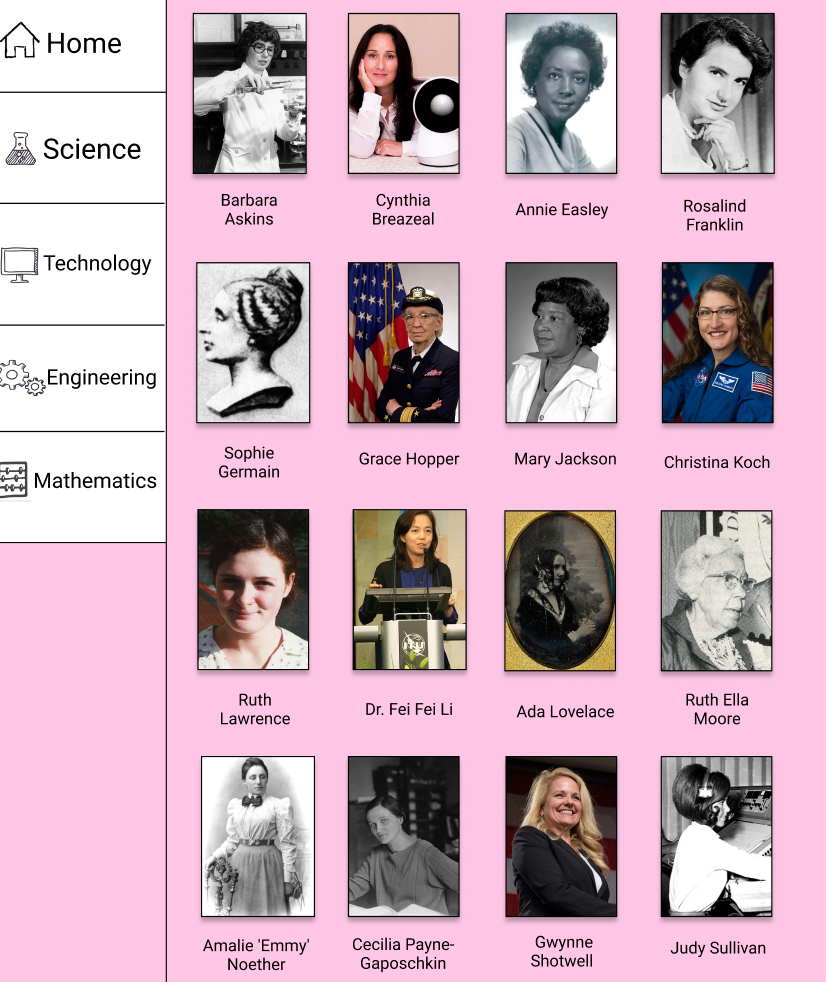 Home
Science
Technology
Engineering
Mathematics
Barbara
Askins
Cynthia
Breazeal
Annie Easley
Rosalind
Franklin
Sophie
Germain
Grace Hopper
Mary Jackson
Christina Koch
ITU
Ruth
Lawrence
Dr. Fei Fei Li
Ada Lovelace
Ruth Ella
Moore
Amalie 'Emmy'
Noether
Cecilia Payne-
Gaposchkin
Gwynne
Shotwell
Judy Sullivan